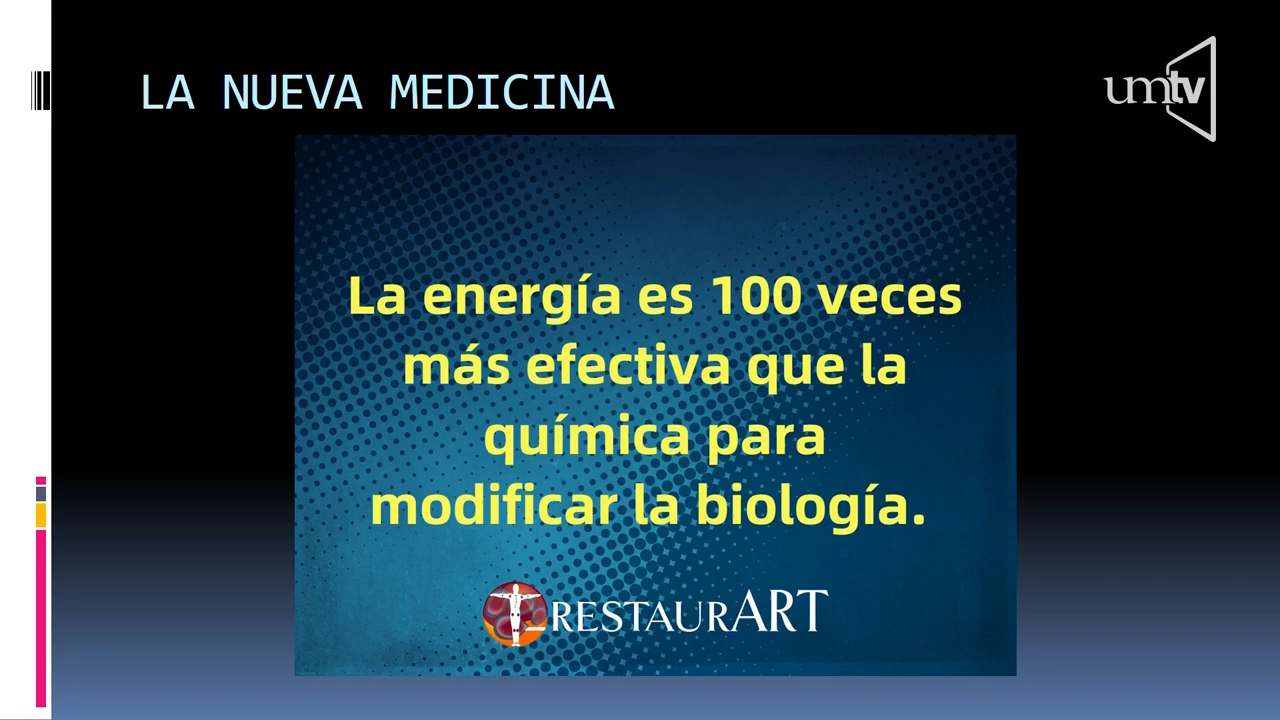 LA NUEVA MEDICINA
umtv
La energía es 100 veces
más efectiva que la
química para
modificar la biología.
RESTAURART